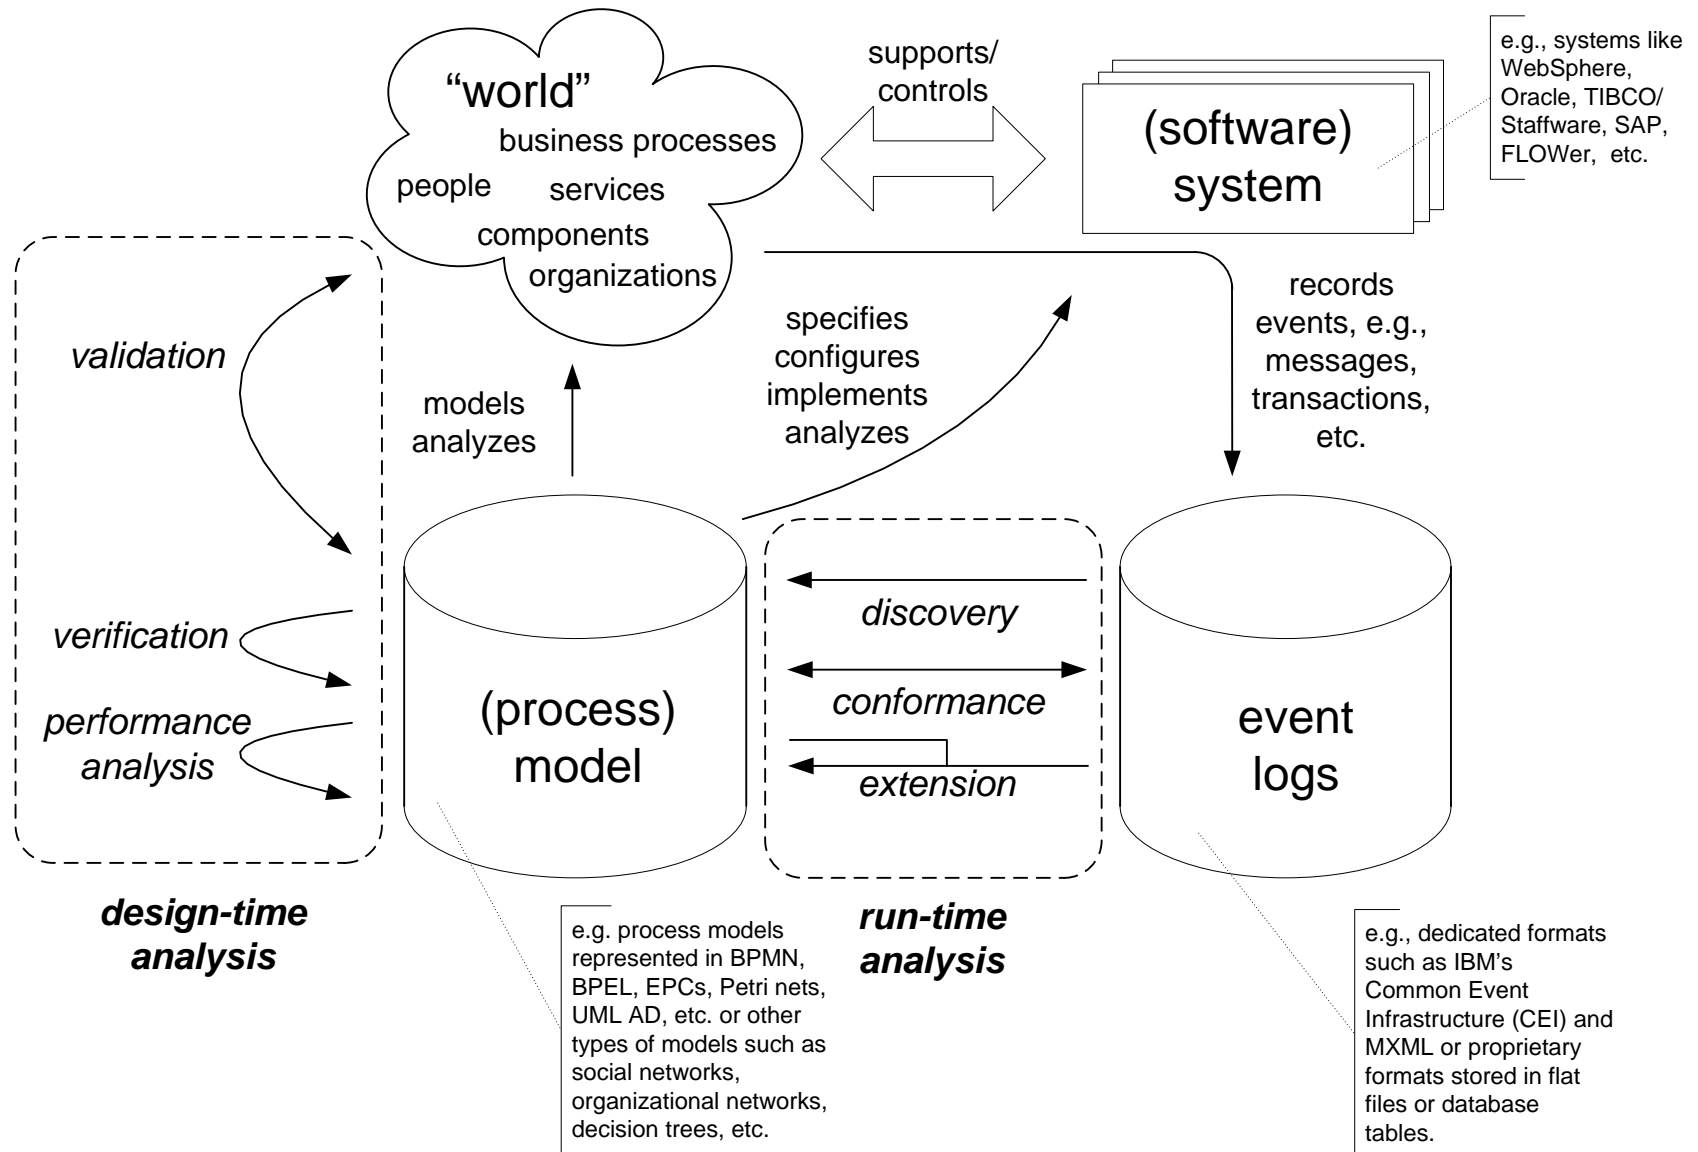 “world”
business processes
people
services
components
organizations
supports/
controls
(software)
system
e.g., systems like
WebSphere,
Oracle, TIBCO/
Staffware, SAP,
FLOWer,  etc.
validation
models
analyzes
specifies
configures
implements
analyzes
records
events, e.g.,
messages,
transactions,
etc.
verification
performance
analysis
(process)
model
discovery
conformance
extension
event
logs
design-time
analysis
run-time
analysis
e.g. process models
represented in BPMN,
BPEL, EPCs, Petri nets,
UML AD, etc. or other
types of models such as
social networks,
organizational networks,
decision trees, etc.
e.g., dedicated formats
such as IBM’s
Common Event
Infrastructure (CEI) and
MXML or proprietary
formats stored in flat
files or database
tables.